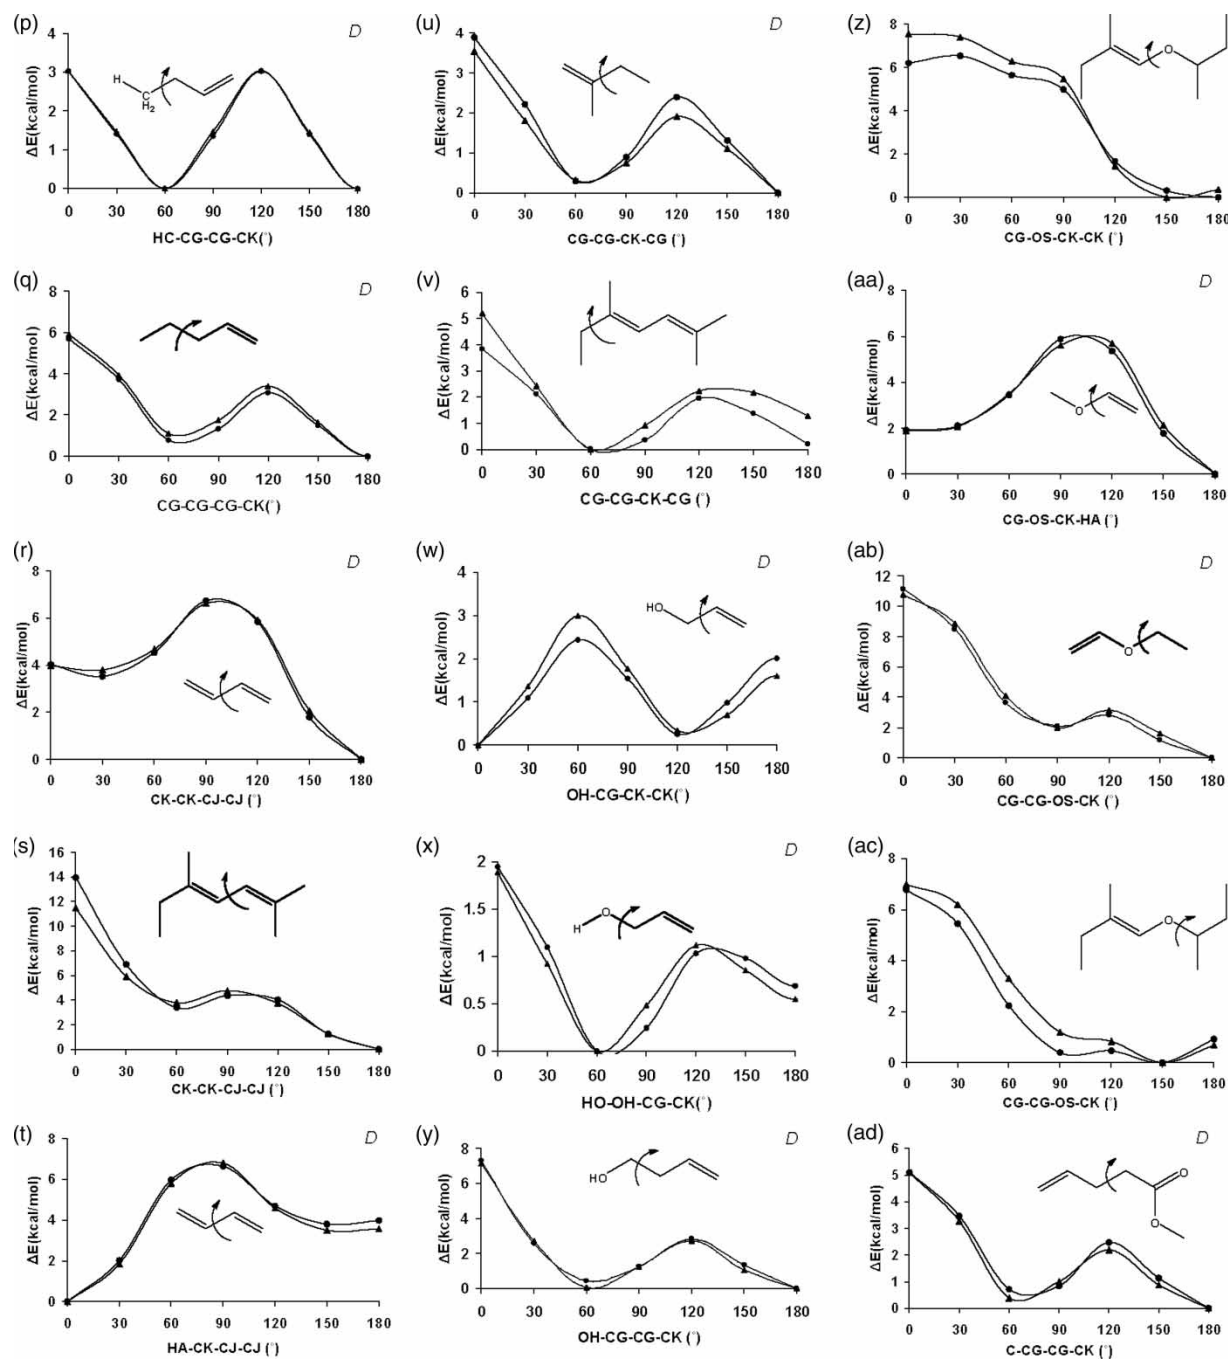 (p)
D
4
3
2
1
0
ΔE(kcal/mol)
H
C
H₂
0 30 60 90 120 150 180
HC-CG-CG-CK(°)
(u)
D
4
3
2
1
0
ΔE(kcal/mol)
0 30 60 90 120 150 180
CG-CG-CK-CG (°)
(z)
D
8
6
4
2
0
ΔE(kcal/mol)
O
0 30 60 90 120 150 180
CG-OS-CK-CK (°)
(q)
D
8
6
4
2
0
ΔE(kcal/mol)
0 30 60 90 120 150 180
CG-CG-CG-CK(°)
(v)
D
6
5
4
3
2
1
0
ΔE(kcal/mol)
0 30 60 90 120 150 180
CG-CG-CK-CG (°)
(aa)
D
8
6
4
2
0
ΔE(kcal/mol)
O
0 30 60 90 120 150 180
CG-OS-CK-HA (°)
(r)
D
8
6
4
2
0
ΔE(kcal/mol)
0 30 60 90 120 150 180
CK-CK-CJ-CJ (°)
(w)
D
4
3
2
1
0
ΔE(kcal/mol)
HO
0 30 60 90 120 150 180
OH-CG-CK-CK(°)
(ab)
D
12
10
8
6
4
2
0
ΔE(kcal/mol)
O
0 30 60 90 120 150 180
CG-CG-OS-CK (°)
(s)
D
16
14
12
10
8
6
4
2
0
ΔE(kcal/mol)
0 30 60 90 120 150 180
CK-CK-CJ-CJ (°)
(x)
D
2
1.5
1
0.5
0
ΔE(kcal/mol)
H O
0 30 60 90 120 150 180
HO-OH-CG-CK(°)
(ac)
D
8
6
4
2
0
ΔE(kcal/mol)
O
0 30 60 90 120 150 180
CG-CG-OS-CK (°)
(t)
D
8
6
4
2
0
ΔE(kcal/mol)
0 30 60 90 120 150 180
HA-CK-CJ-CJ (°)
(y)
D
8
6
4
2
0
ΔE(kcal/mol)
HO
0 30 60 90 120 150 180
OH-CG-CG-CK (°)
(ad)
D
6
5
4
3
2
1
0
ΔE(kcal/mol)
O
O
0 30 60 90 120 150 180
C-CG-CG-CK (°)